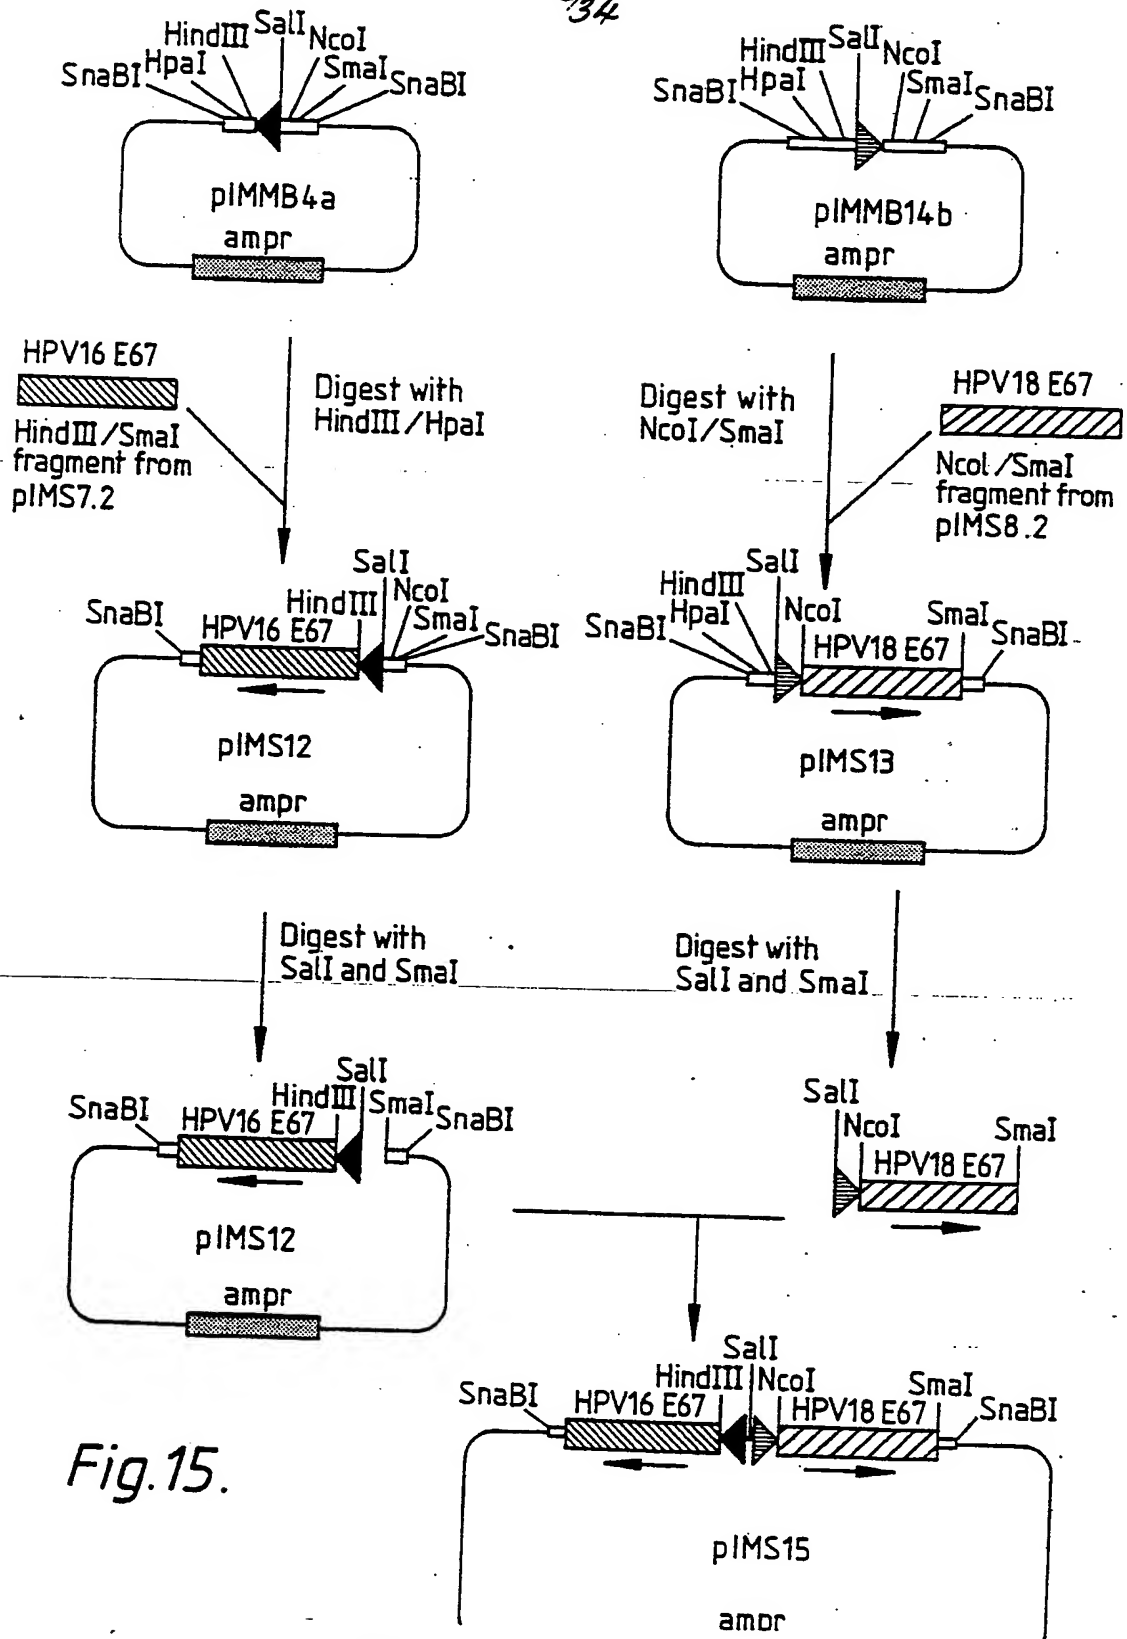 34
SnaBI HpaI HindIII SalI NcoI SmaI SnaBI
pIMMB4a
ampr
SnaBI HpaI HindIII SalI NcoI SmaI SnaBI
pIMMB14b
ampr
HPV16 E67
HindIII/SmaI
fragment from
pIMS7.2
Digest with
HindIII/HpaI
Digest with
NcoI/SmaI
HPV18 E67
NcoI/SmaI
fragment from
pIMS8.2
SnaBI HPV16 E67 HindIII SalI NcoI SmaI SnaBI
pIMS12
ampr
SnaBI HpaI HindIII SalI NcoI HPV18 E67 SmaI SnaBI
pIMS13
ampr
Digest with
SalI and SmaI
Digest with
SalI and SmaI
SnaBI HPV16 E67 HindIII SalI SmaI SnaBI
pIMS12
ampr
SalI NcoI HPV18 E67 SmaI
SnaBI HPV16 E67 HindIII SalI NcoI HPV18 E67 SmaI SnaBI
pIMS15
ampr
Fig.15.